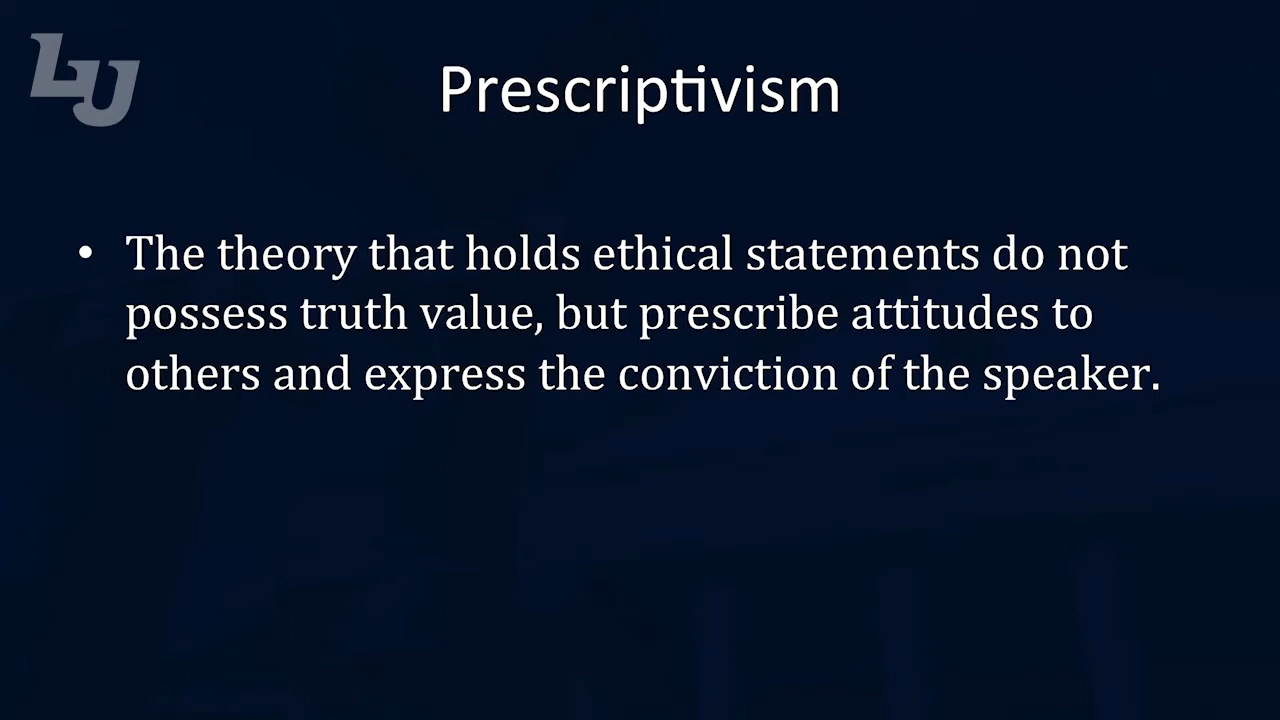 LU
Prescriptivism
• The theory that holds ethical statements do not
possess truth value, but prescribe attitudes to
others and express the conviction of the speaker.